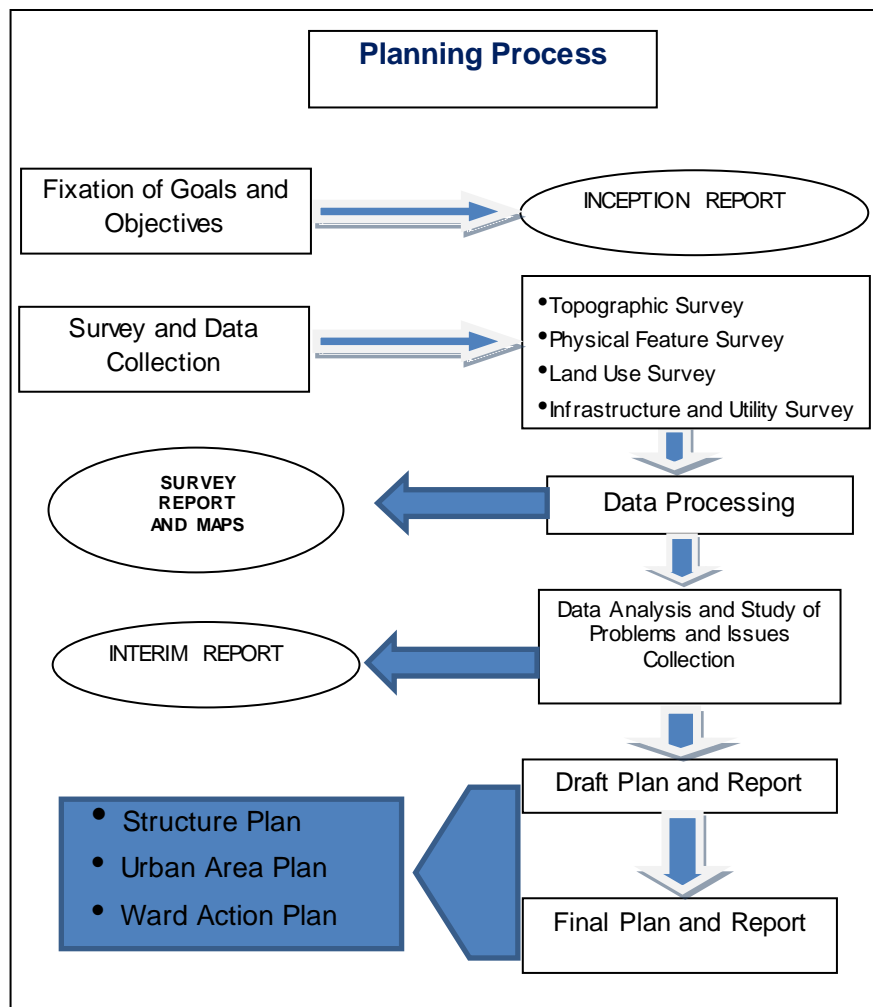 Planning Process
Fixation of Goals and
Objectives
INCEPTION REPORT
Survey and Data
Collection
•Topographic Survey
•Physical Feature Survey
•Land Use Survey
•Infrastructure and Utility Survey
SURVEY
REPORT
AND MAPS
Data Processing
Data Analysis and Study of
Problems and Issues
Collection
INTERIM REPORT
Draft Plan and Report
• Structure Plan
• Urban Area Plan
• Ward Action Plan
Final Plan and Report